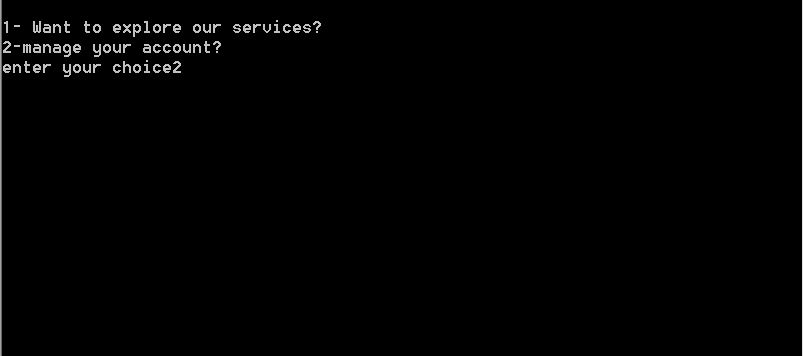 1- Want to explore our services?
2-manage your account?
enter your choice2